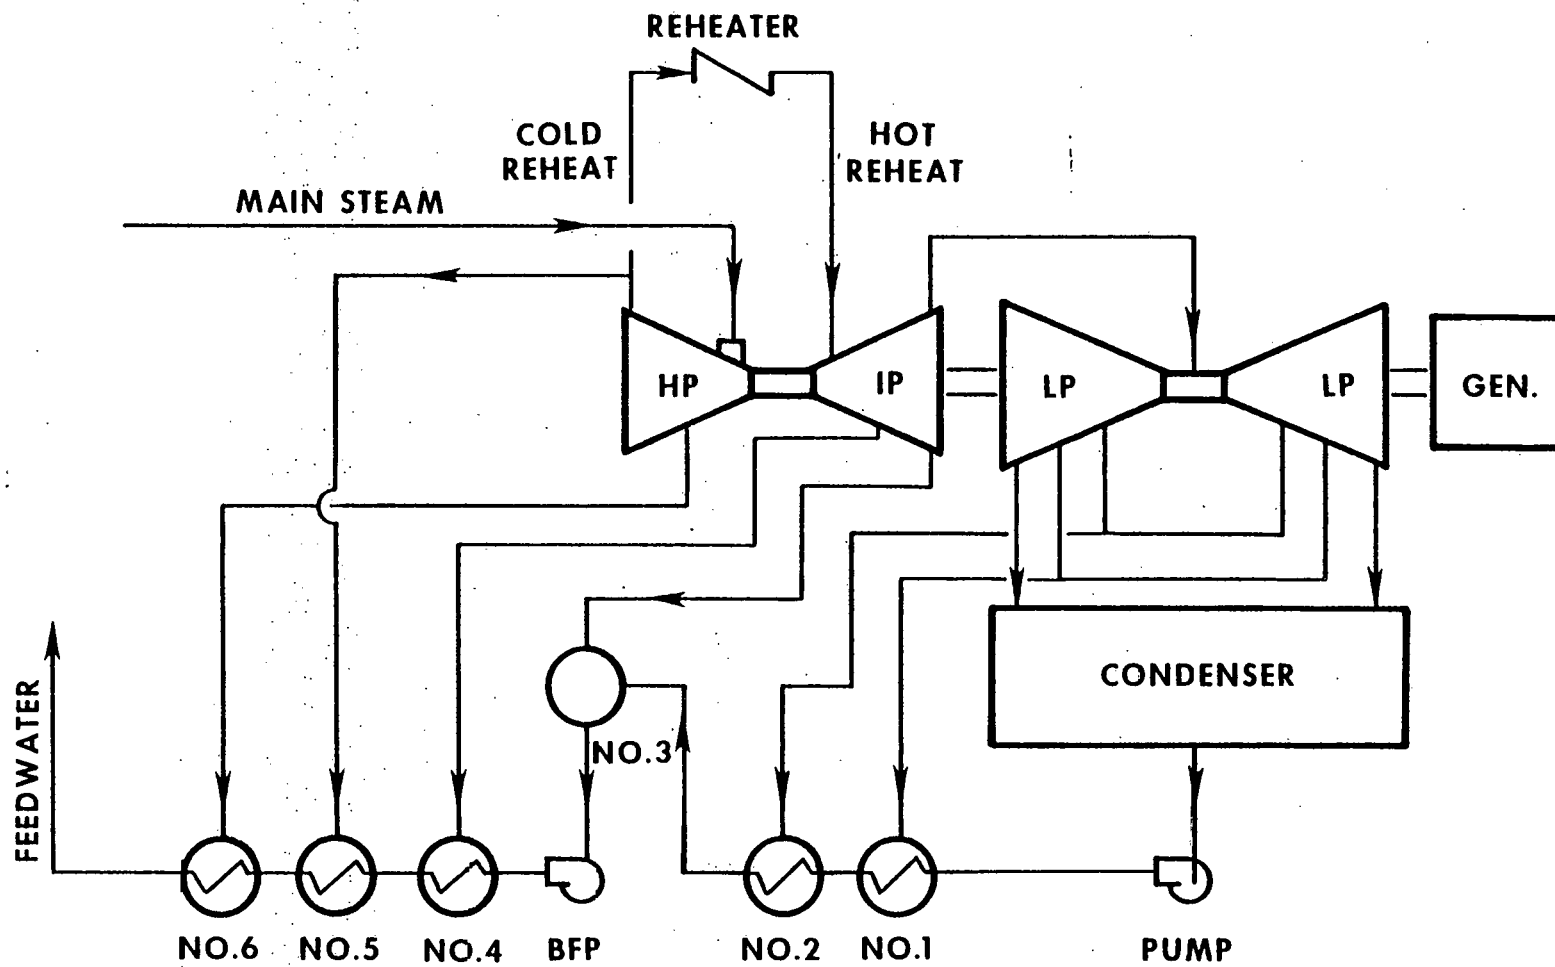 REHEATER
COLD
REHEAT
HOT
REHEAT
MAIN STEAM
HP
IP
LP
LP
GEN.
CONDENSER
NO.3
FEEDWATER
NO.6
NO.5
NO.4
BFP
NO.2
NO.1
PUMP